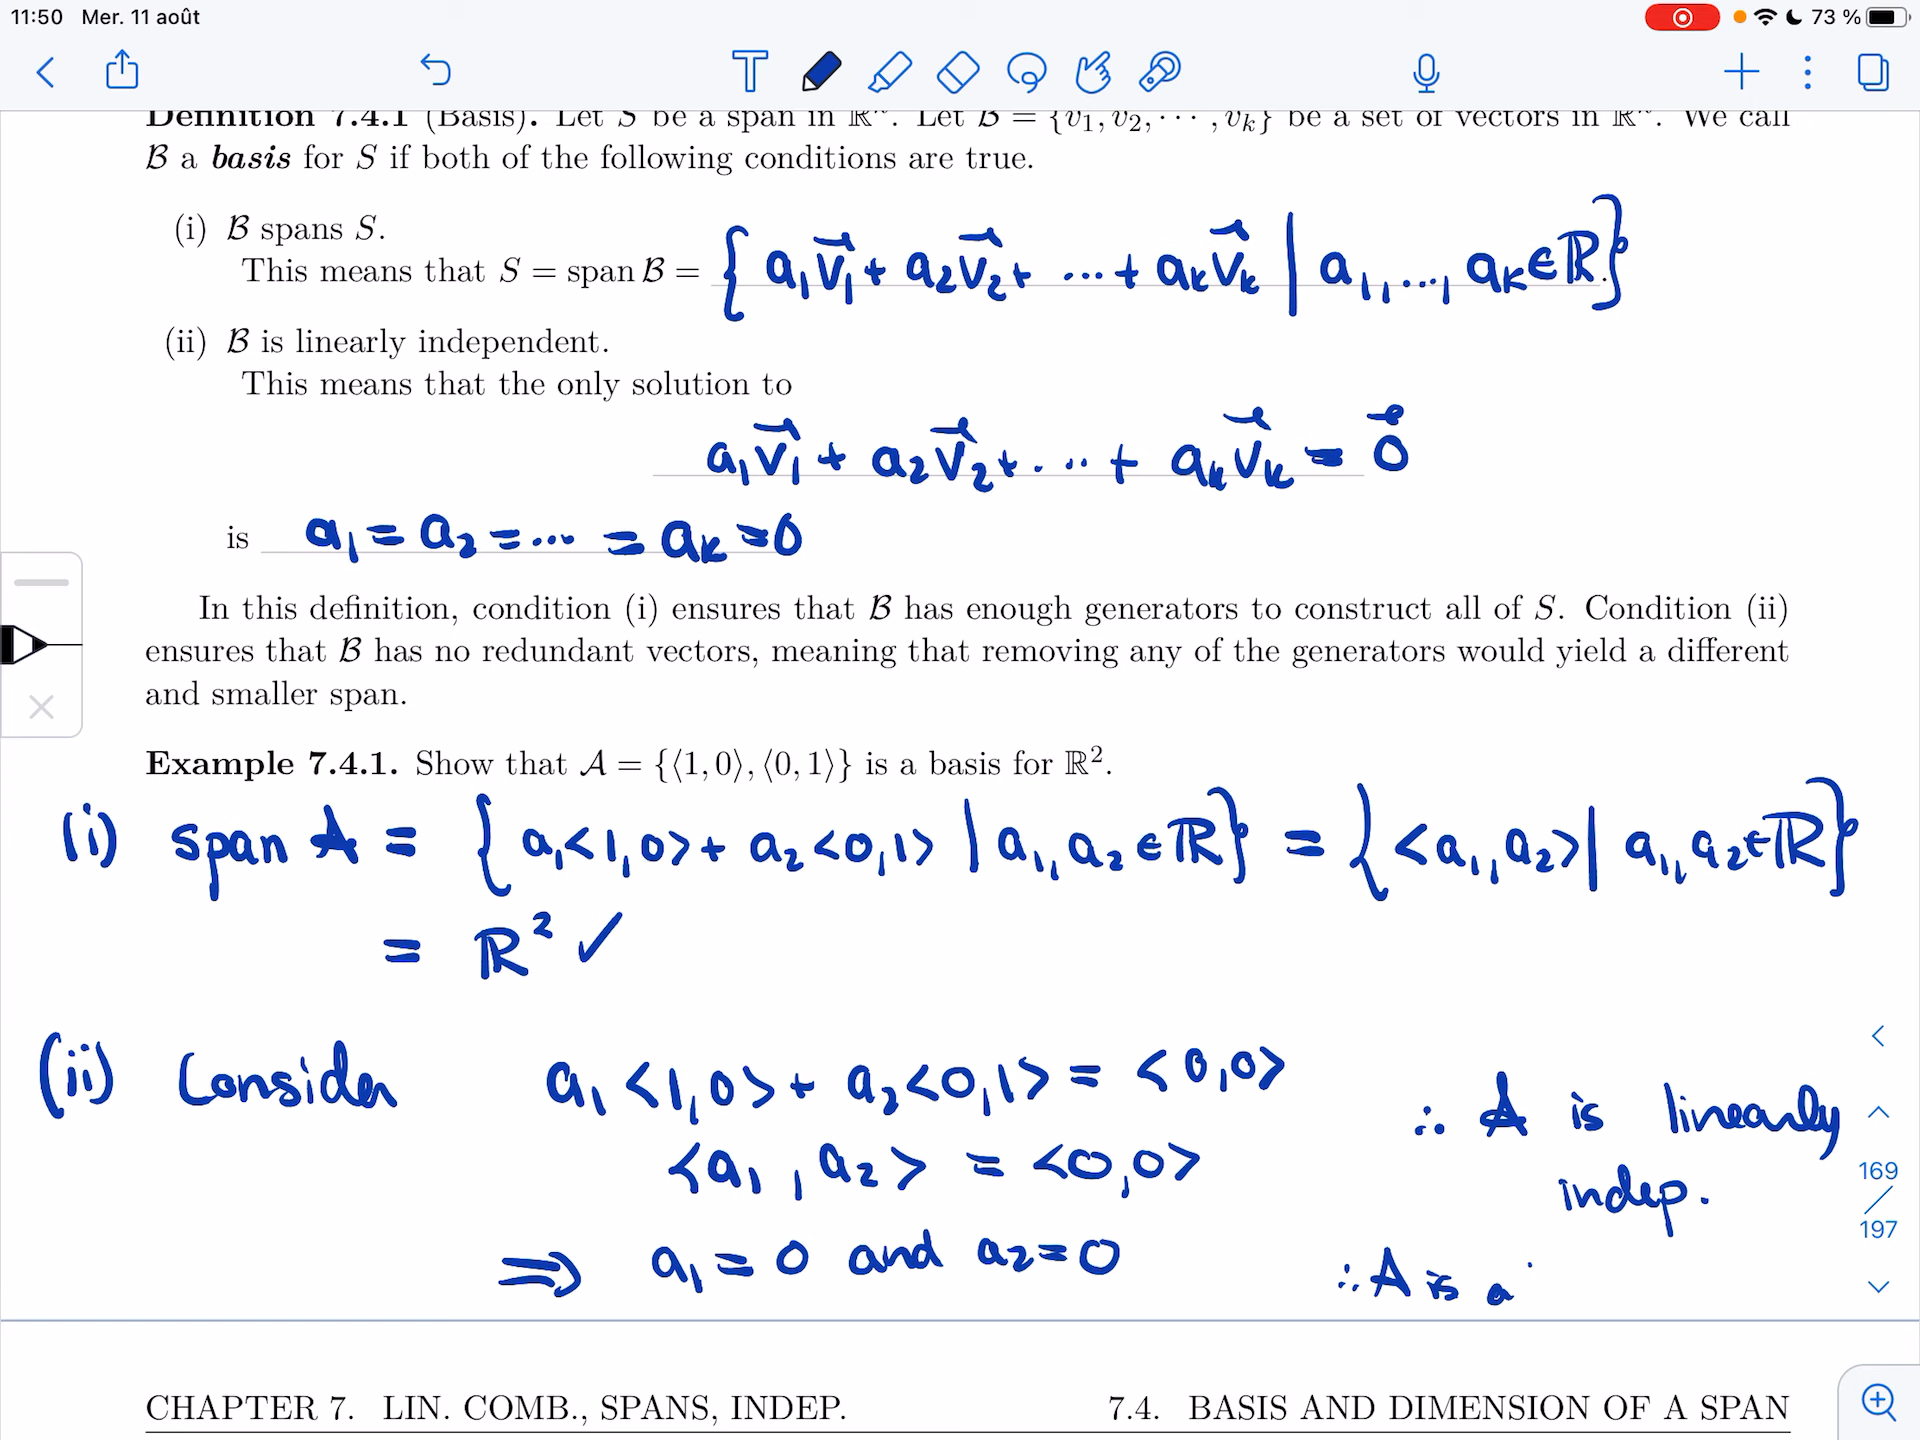 11:50 Mer. 11 août 73 %
Definition 7.4.1 (Basis). Let S be a span in ℝⁿ. Let ℬ = {v₁, v₂, ⋯ , vₖ} be a set of vectors in ℝⁿ. We call
ℬ a basis for S if both of the following conditions are true.
(i) ℬ spans S.
This means that S = span ℬ = { a₁v⃗₁ + a₂v⃗₂ + ... + aₖv⃗ₖ | a₁, ..., aₖ ∈ ℝ }.
(ii) ℬ is linearly independent.
This means that the only solution to
a₁v⃗₁ + a₂v⃗₂ + ... + aₖv⃗ₖ = 0⃗
is a₁ = a₂ = ... = aₖ = 0
In this definition, condition (i) ensures that ℬ has enough generators to construct all of S. Condition (ii)
ensures that ℬ has no redundant vectors, meaning that removing any of the generators would yield a different
and smaller span.
Example 7.4.1. Show that 𝒜 = {⟨1, 0⟩, ⟨0, 1⟩} is a basis for ℝ².
(i) span A = { a₁<1,0> + a₂<0,1> | a₁, a₂ ∈ ℝ } = { <a₁, a₂> | a₁, a₂ ∈ ℝ }
= ℝ² ✓
(ii) Consider a₁<1,0> + a₂<0,1> = <0,0>
<a₁, a₂> = <0,0>
⟹ a₁ = 0 and a₂ = 0
∴ A is linearly
indep.
∴ A is a
169
/
197
CHAPTER 7. LIN. COMB., SPANS, INDEP. 7.4. BASIS AND DIMENSION OF A SPAN